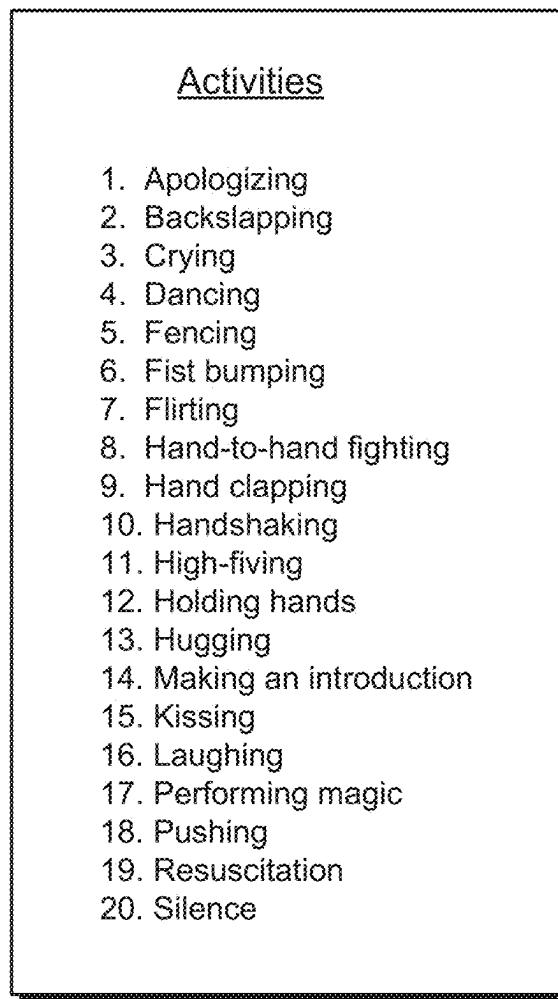 Activities
1. Apologizing
2. Backslapping
3. Crying
4. Dancing
5. Fencing
6. Fist bumping
7. Flirting
8. Hand-to-hand fighting
9. Hand clapping
10. Handshaking
11. High-fiving
12. Holding hands
13. Hugging
14. Making an introduction
15. Kissing
16. Laughing
17. Performing magic
18. Pushing
19. Resuscitation
20. Silence